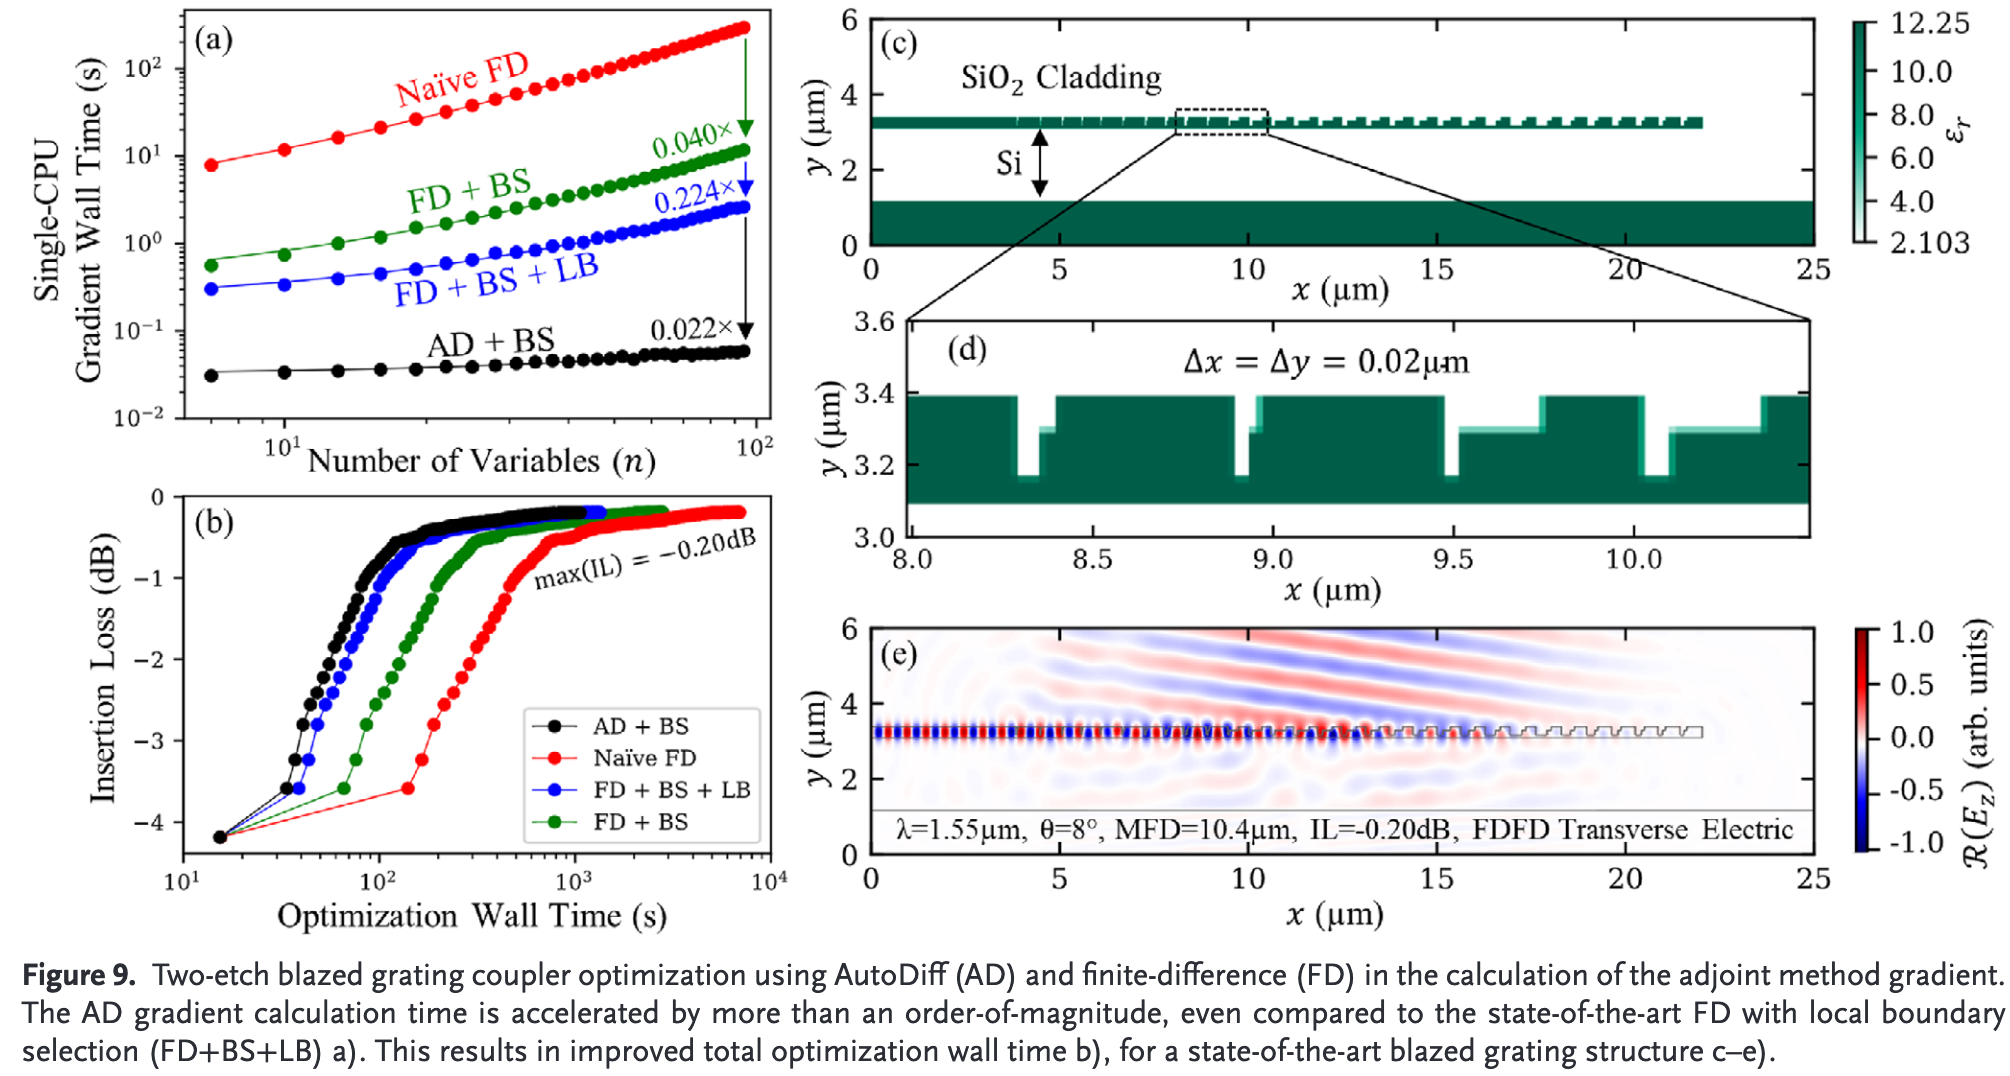 (a)
Single-CPU
Gradient Wall Time (s)
10²
10¹
10⁰
10⁻¹
10⁻²
Naïve FD
0.040×
FD + BS
0.224×
FD + BS + LB
0.022×
AD + BS
10¹
10²
Number of Variables (n)
(b)
Insertion Loss (dB)
0
−1
−2
−3
−4
max(IL) = −0.20dB
AD + BS
Naïve FD
FD + BS + LB
FD + BS
10¹
10²
10³
10⁴
Optimization Wall Time (s)
(c)
y (μm)
6
4
2
0
SiO₂ Cladding
Si
0
5
10
15
20
25
x (μm)
12.25
10.0
8.0
6.0
4.0
2.103
εᵣ
(d)
y (μm)
3.6
3.4
3.2
3.0
Δx = Δy = 0.02μm
8.0
8.5
9.0
9.5
10.0
x (μm)
(e)
y (μm)
6
4
2
0
λ=1.55μm, θ=8°, MFD=10.4μm, IL=-0.20dB, FDFD Transverse Electric
0
5
10
15
20
25
x (μm)
1.0
0.5
0.0
-0.5
-1.0
ℛ(E_z) (arb. units)
Figure 9. Two-etch blazed grating coupler optimization using AutoDiff (AD) and finite-difference (FD) in the calculation of the adjoint method gradient.
The AD gradient calculation time is accelerated by more than an order-of-magnitude, even compared to the state-of-the-art FD with local boundary
selection (FD+BS+LB) a). This results in improved total optimization wall time b), for a state-of-the-art blazed grating structure c–e).